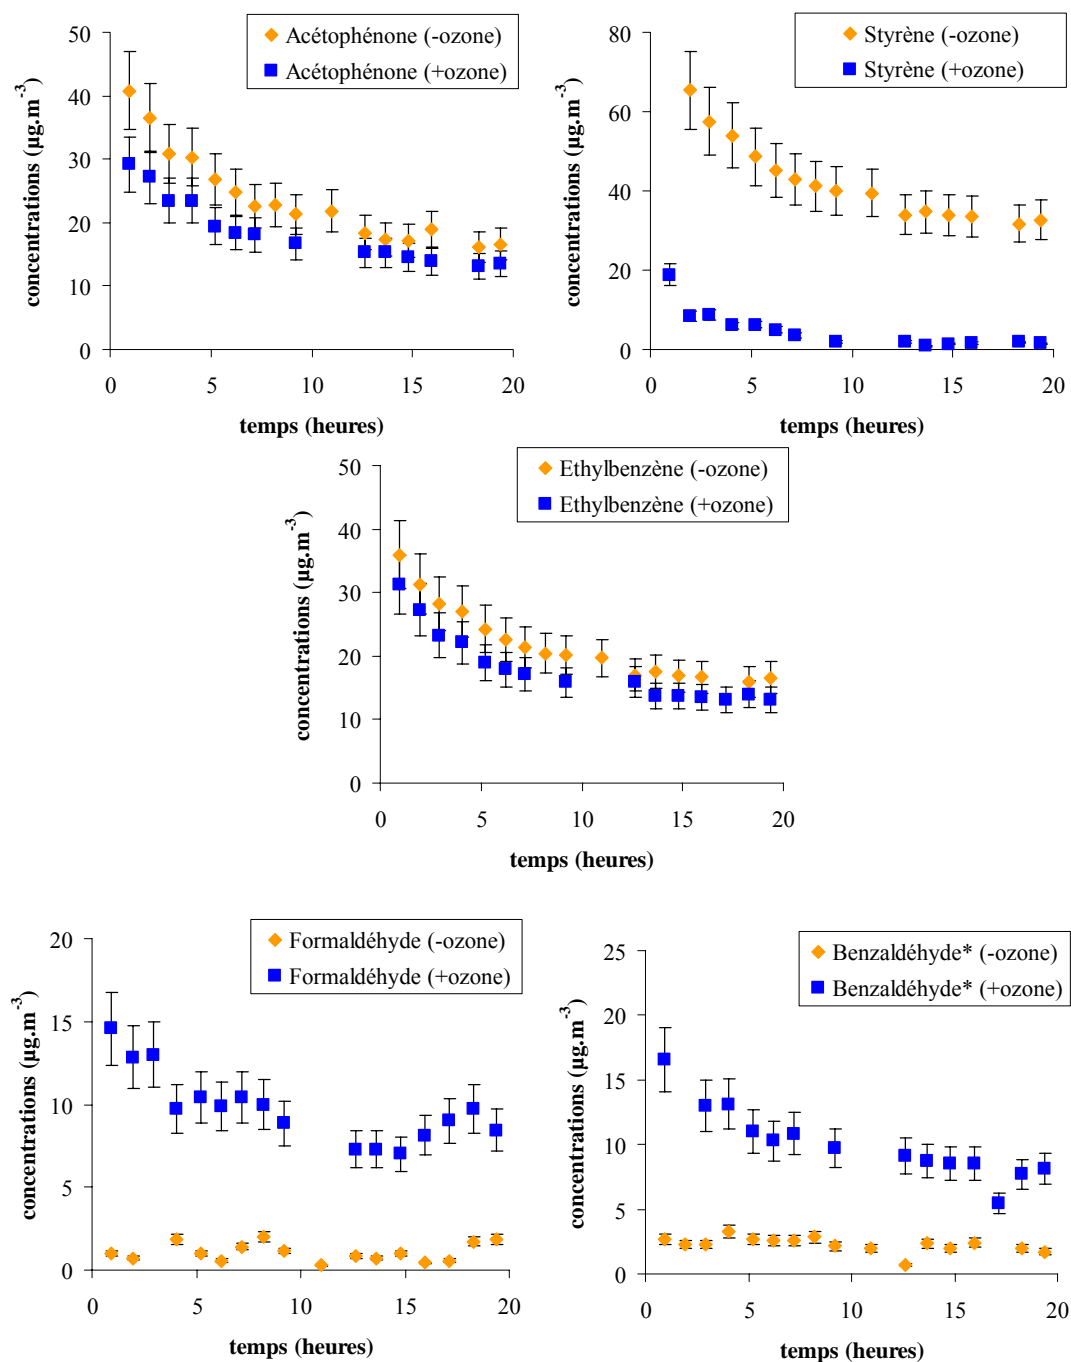 Acétophénone (-ozone)
Acétophénone (+ozone)
concentrations (µg.m⁻³)
50
40
30
20
10
0
0 5 10 15 20
temps (heures)
Styrène (-ozone)
Styrène (+ozone)
concentrations (µg.m⁻³)
80
60
40
20
0
0 5 10 15 20
temps (heures)
Ethylbenzène (-ozone)
Ethylbenzène (+ozone)
concentrations (µg.m⁻³)
50
40
30
20
10
0
0 5 10 15 20
temps (heures)
Formaldéhyde (-ozone)
Formaldéhyde (+ozone)
concentrations (µg.m⁻³)
20
15
10
5
0
0 5 10 15 20
temps (heures)
Benzaldéhyde* (-ozone)
Benzaldéhyde* (+ozone)
concentrations (µg.m⁻³)
25
20
15
10
5
0
0 5 10 15 20
temps (heures)